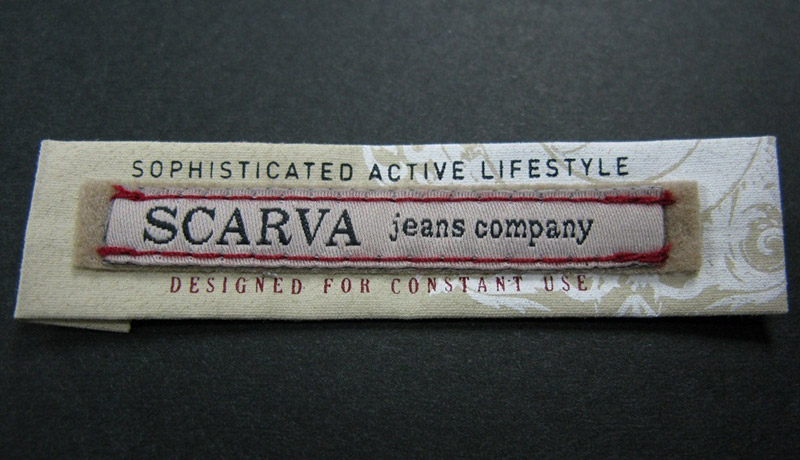 SOPHISTICATED ACTIVE LIFESTYLE
SCARVA jeans company
DESIGNED FOR CONSTANT USE